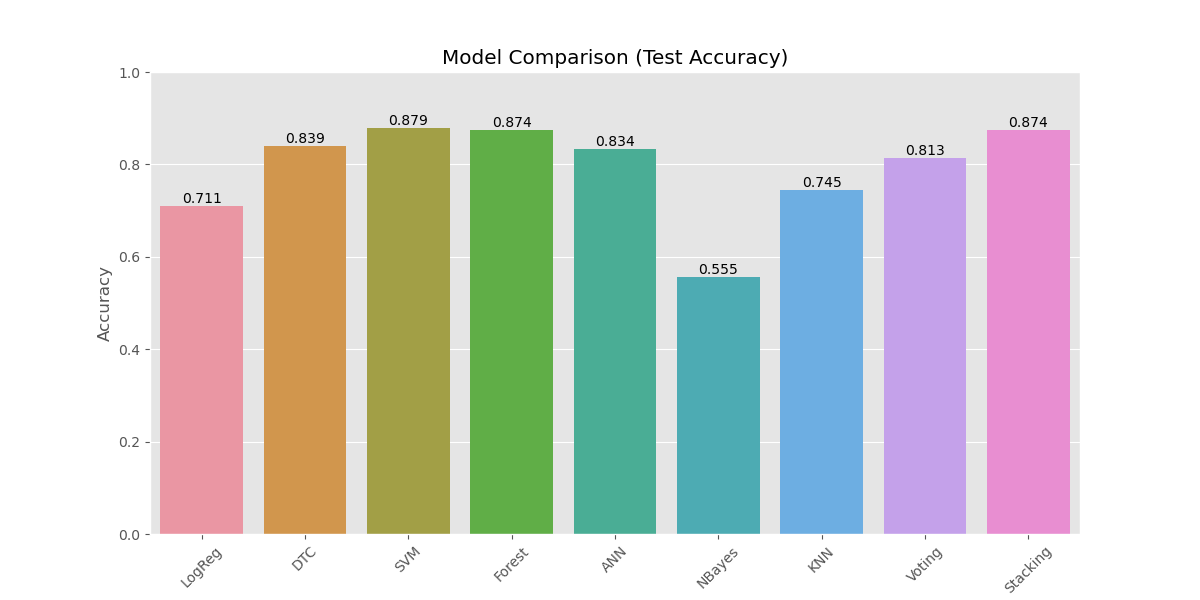 Model Comparison (Test Accuracy)
Accuracy
1.0
0.8
0.6
0.4
0.2
0.0
0.711
0.839
0.879
0.874
0.834
0.555
0.745
0.813
0.874
LogReg
DTC
SVM
Forest
ANN
NBayes
KNN
Voting
Stacking